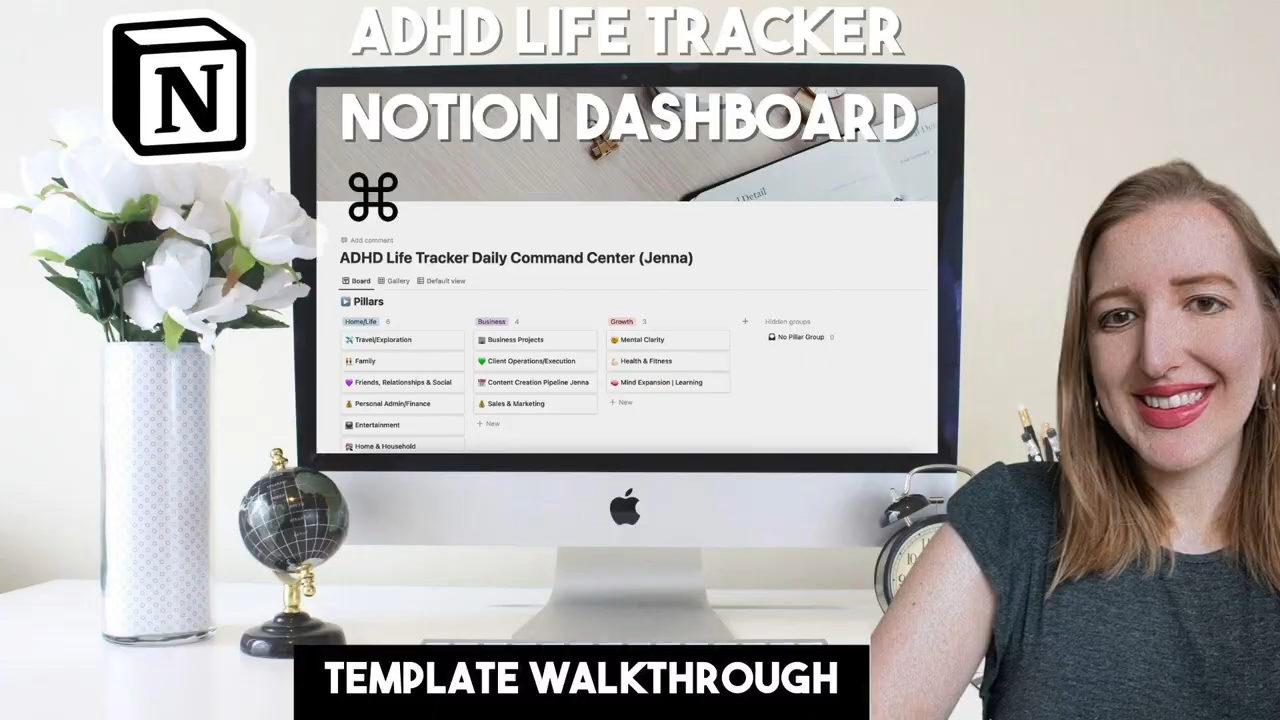 ADHD LIFE TRACKER
N
NOTION DASHBOARD
Detail
Add comment
ADHD Life Tracker Daily Command Center (Jenna)
Board Gallery Default view
Pillars
Home/Life 6 Business 4 Growth 3 + Hidden groups
Travel/Exploration Business Projects Mental Clarity No Pillar Group 0
Family Client Operations/Execution Health & Fitness
Friends, Relationships & Social Content Creation Pipeline Jenna Mind Expansion | Learning
Personal Admin/Finance Sales & Marketing + New
Entertainment + New
Home & Household
TEMPLATE WALKTHROUGH